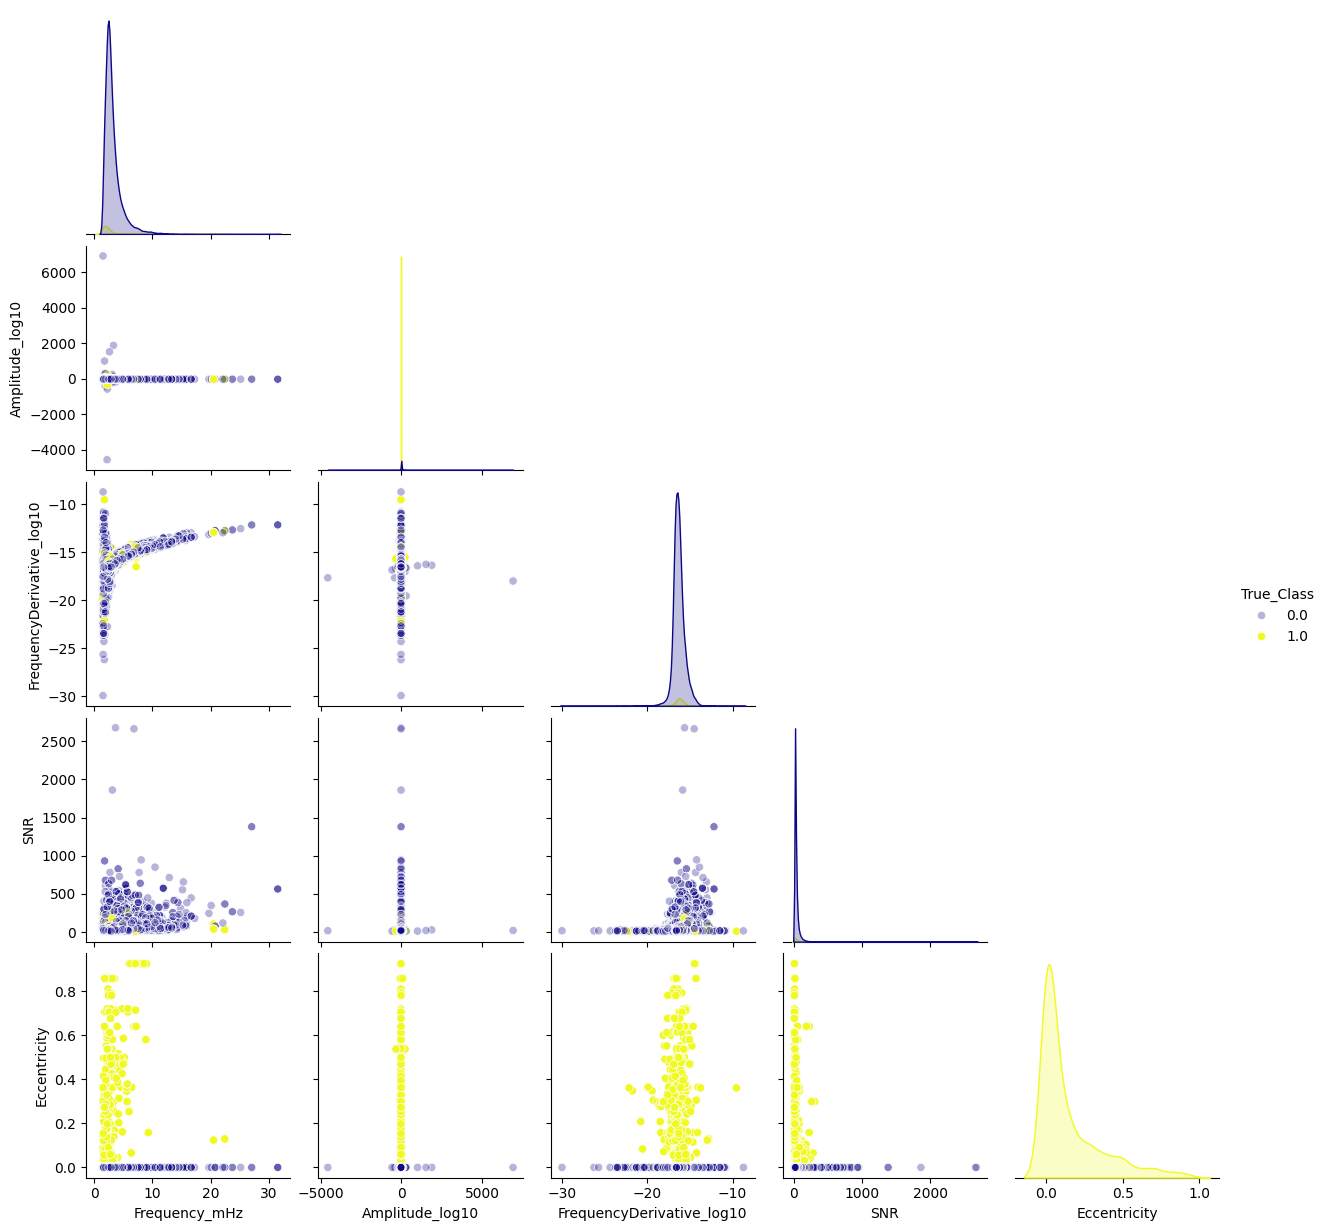 Amplitude_log10
6000
4000
2000
0
−2000
−4000
FrequencyDerivative_log10
−10
−15
−20
−25
−30
True_Class
0.0
1.0
SNR
2500
2000
1500
1000
500
0
Eccentricity
0.8
0.6
0.4
0.2
0.0
0 10 20 30
−5000 0 5000
−30 −20 −10
0 1000 2000
0.0 0.5 1.0
Frequency_mHz
Amplitude_log10
FrequencyDerivative_log10
SNR
Eccentricity